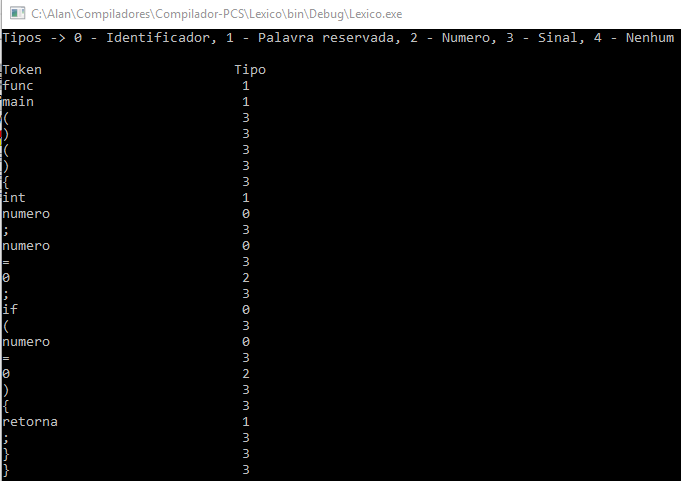 C:\Alan\Compiladores\Compilador-PCS\Lexico\bin\Debug\Lexico.exe
Tipos -> 0 - Identificador, 1 - Palavra reservada, 2 - Numero, 3 - Sinal, 4 - Nenhum
Token Tipo
func 1
main 1
( 3
) 3
( 3
) 3
{ 3
int 1
numero 0
; 3
numero 0
= 3
0 2
; 3
if 0
( 3
numero 0
= 3
0 2
) 3
{ 3
retorna 1
; 3
} 3
} 3